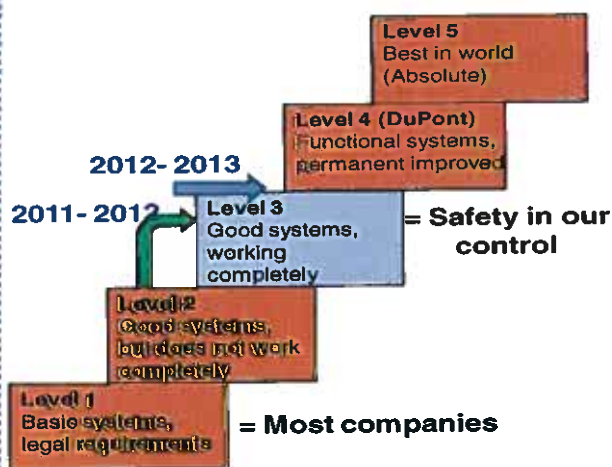 Level 5
Best in world
(Absolute)
Level 4 (DuPont)
Functional systems,
permanent improved
2012- 2013
2011- 2012
Level 3
Good systems,
working
completely
= Safety in our
control
Level 2
Good systems,
but does not work
completely
Level 1
Basic systems,
legal requirements
= Most companies